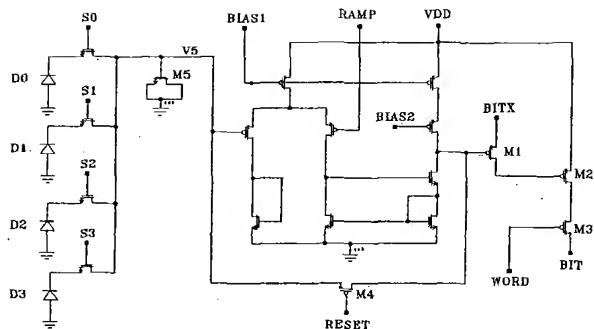 S0
BIAS1
RAMP
VDD
V5
D0
M5
S1
BITX
BIAS2
D1
M1
S2
M2
D2
S3
M3
WORD
BIT
D3
M4
RESET